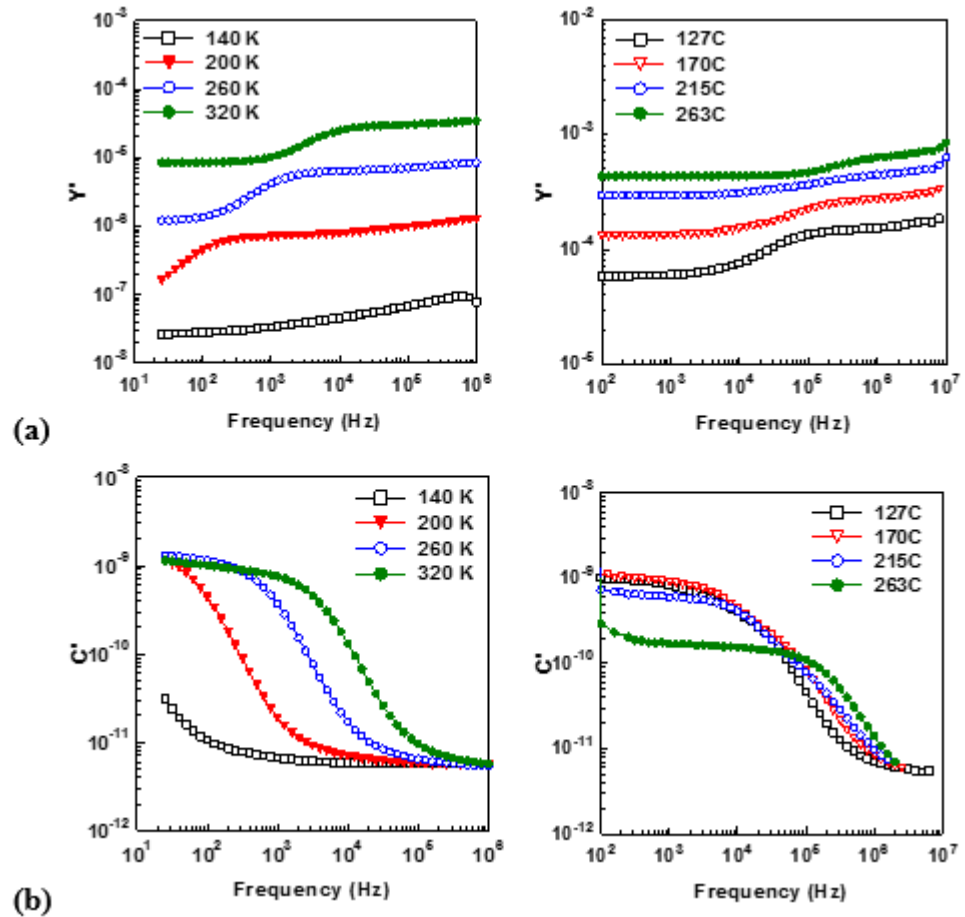 10⁻³
10⁻⁴
10⁻⁵
10⁻⁶
10⁻⁷
10⁻⁸
Y'
140 K
200 K
260 K
320 K
10¹ 10² 10³ 10⁴ 10⁵ 10⁶
Frequency (Hz)
10⁻²
10⁻³
10⁻⁴
10⁻⁵
Y'
127C
170C
215C
263C
10² 10³ 10⁴ 10⁵ 10⁶ 10⁷
Frequency (Hz)
(a)
10⁻⁸
10⁻⁹
10⁻¹⁰
10⁻¹¹
10⁻¹²
C'
140 K
200 K
260 K
320 K
10¹ 10² 10³ 10⁴ 10⁵ 10⁶
Frequency (Hz)
10⁻⁸
10⁻⁹
10⁻¹⁰
10⁻¹¹
10⁻¹²
C'
127C
170C
215C
263C
10² 10³ 10⁴ 10⁵ 10⁶ 10⁷
Frequency (Hz)
(b)